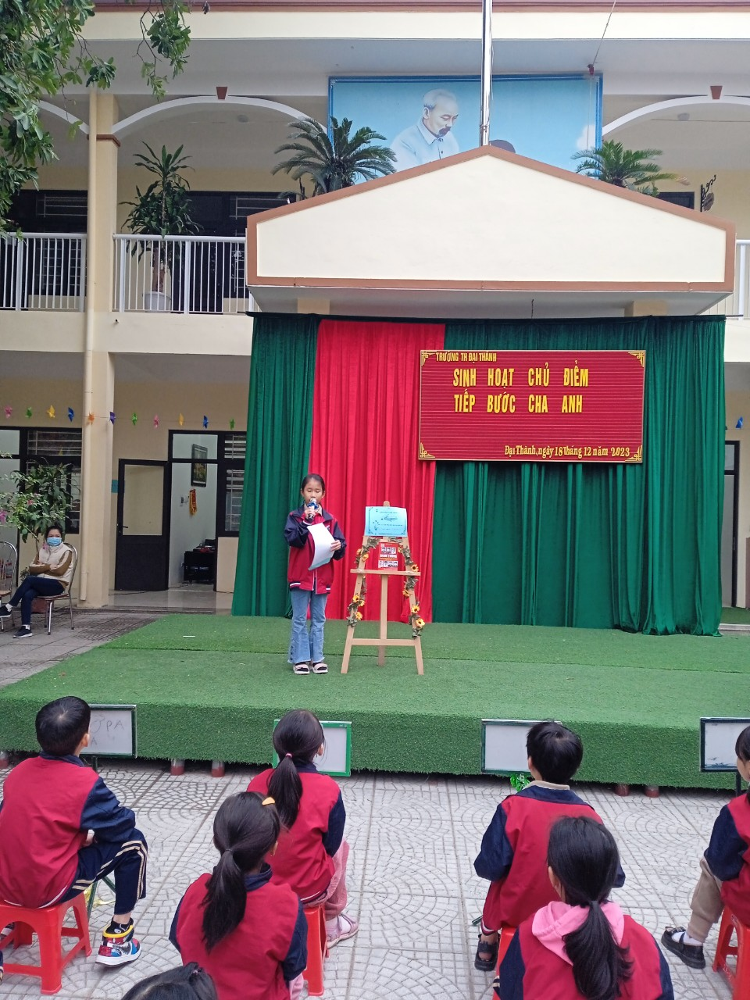 TRƯỜNG TH ĐẠI THÀNH
SINH HOẠT CHỦ ĐIỂM
TIẾP BƯỚC CHA ANH
Đại Thành, ngày 18 tháng 12 năm 2023